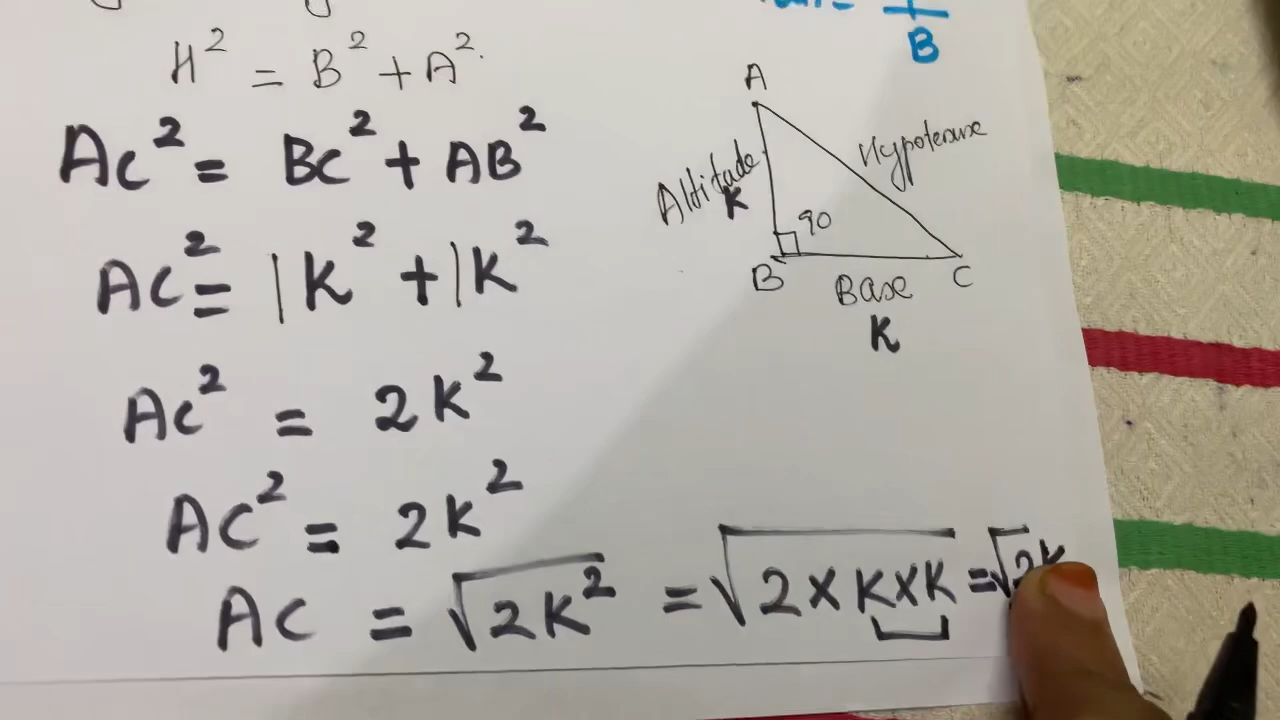 H² = B² + A².
AC² = BC² + AB²
AC² = 1K² + 1K²
AC² = 2K²
AC² = 2K²
AC = √2K² = √2×K×K = √2K
B
A
Altitude
K
Hypotenuse
90
B
Base
C
K